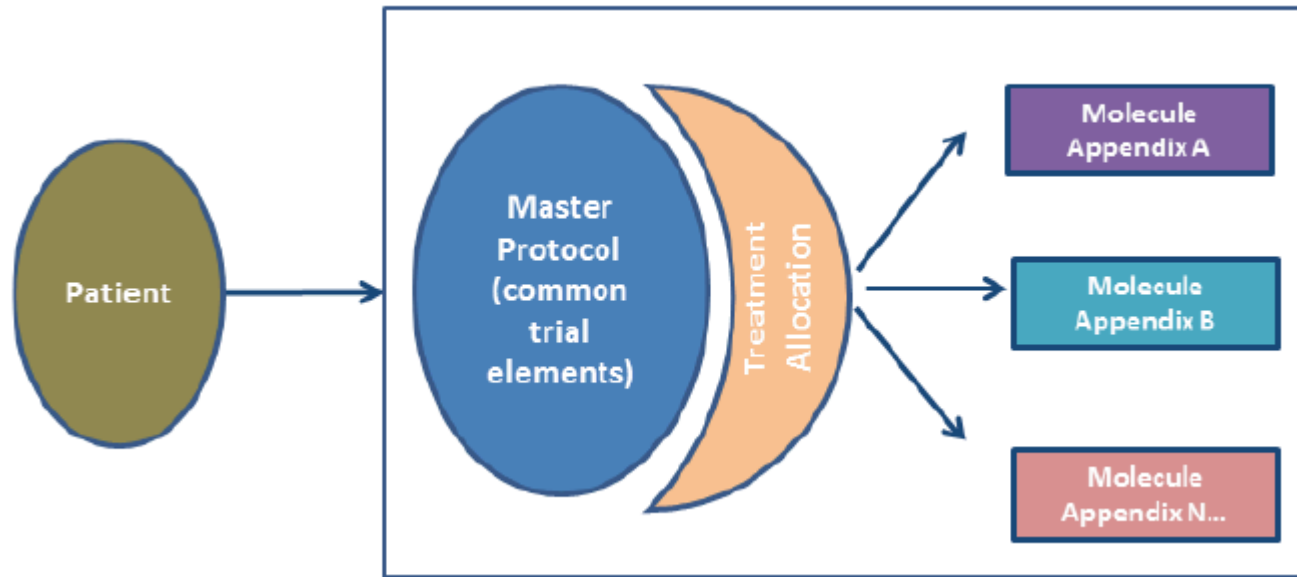 Patient
Master
Protocol
(common
trial
elements)
Treatment
Allocation
Molecule
Appendix A
Molecule
Appendix B
Molecule
Appendix N...